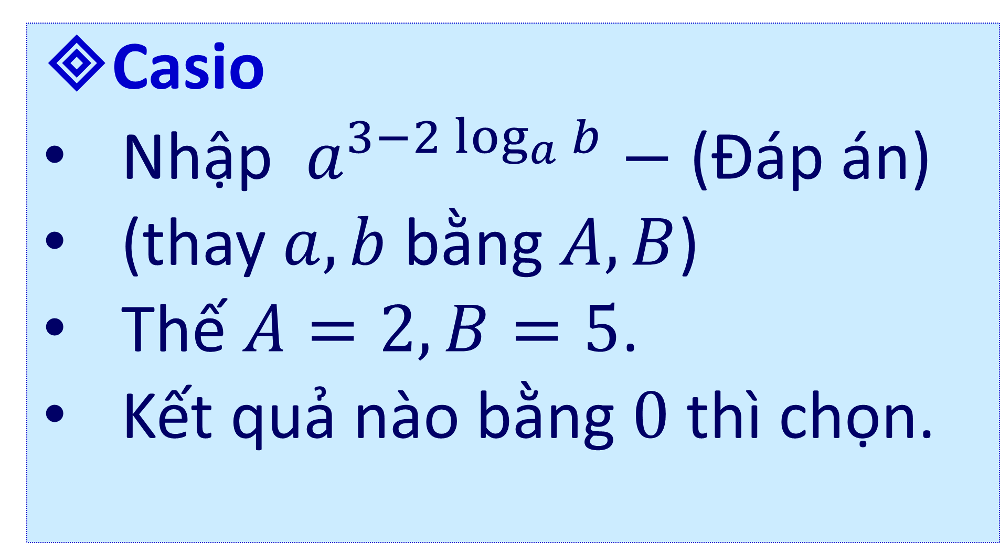 Casio
• Nhập $a^{3-2\log_a b}$ − (Đáp án)
• (thay $a, b$ bằng $A, B$)
• Thế $A = 2, B = 5$.
• Kết quả nào bằng 0 thì chọn.